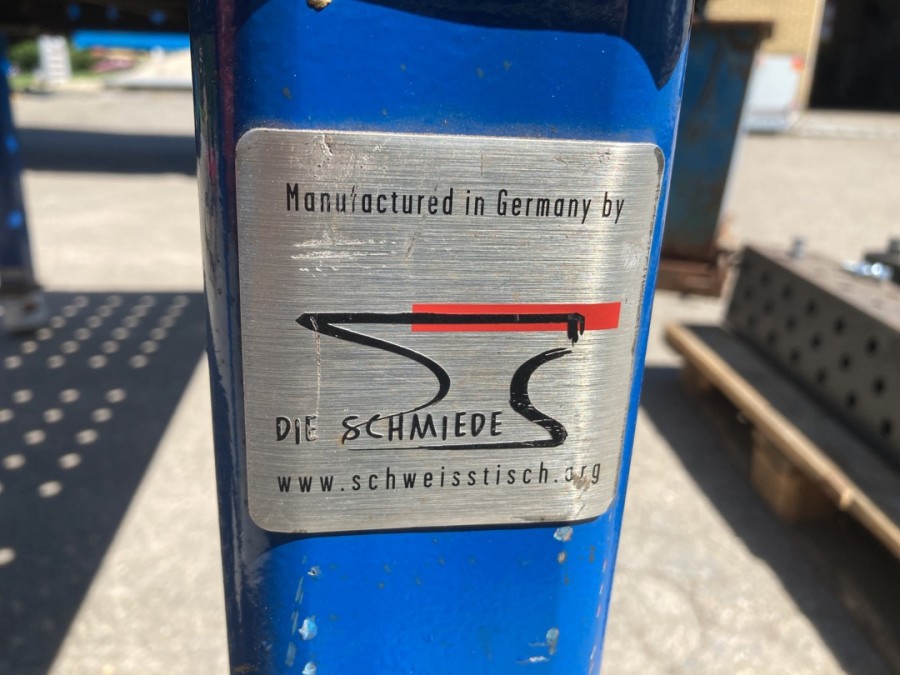 Manufactured in Germany by
DIE SCHMIEDE
www.schweisstisch.org